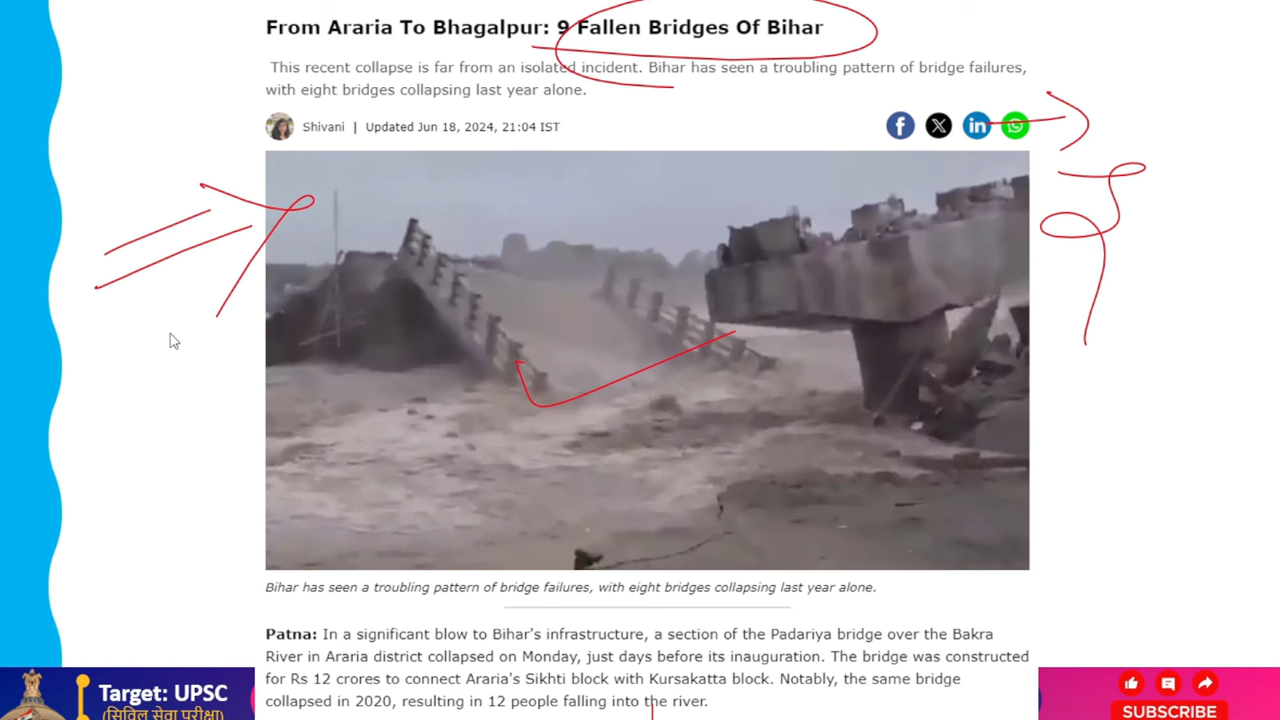 From Araria To Bhagalpur: 9 Fallen Bridges Of Bihar
This recent collapse is far from an isolated incident. Bihar has seen a troubling pattern of bridge failures,
with eight bridges collapsing last year alone.
Shivani | Updated Jun 18, 2024, 21:04 IST
f X in
Bihar has seen a troubling pattern of bridge failures, with eight bridges collapsing last year alone.
Patna: In a significant blow to Bihar's infrastructure, a section of the Padariya bridge over the Bakra
River in Araria district collapsed on Monday, just days before its inauguration. The bridge was constructed
for Rs 12 crores to connect Araria's Sikhti block with Kursakatta block. Notably, the same bridge
collapsed in 2020, resulting in 12 people falling into the river.
Target: UPSC
(सिविल सेवा परीक्षा)
SUBSCRIBE